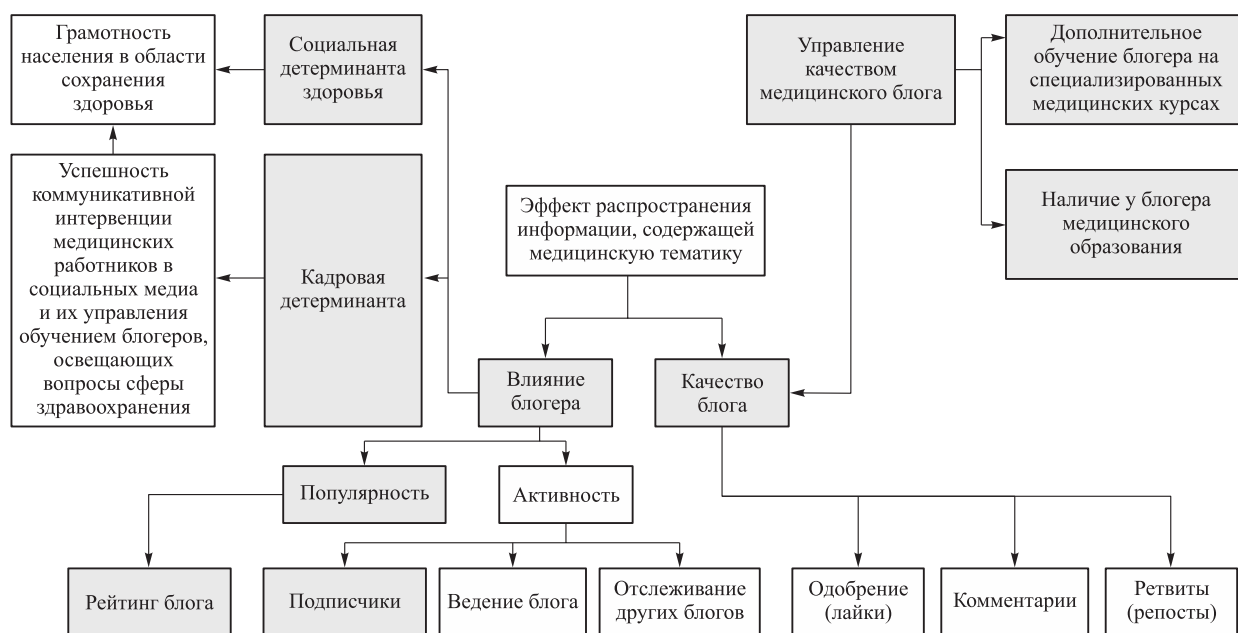 Грамотность
населения в области
сохранения
здоровья
Социальная
детерминанта
здоровья
Управление
качеством
медицинского блога
Дополнительное
обучение блогера на
специализированных
медицинских курсах
Успешность
коммуникативной
интервенции
медицинских
работников в
социальных медиа
и их управления
обучением блогеров,
освещающих
вопросы сферы
здравоохранения
Кадровая
детерминанта
Эффект распространения
информации, содержащей
медицинскую тематику
Наличие у блогера
медицинского
образования
Влияние
блогера
Качество
блога
Популярность
Активность
Рейтинг блога
Подписчики
Ведение блога
Отслеживание
других блогов
Одобрение
(лайки)
Комментарии
Ретвиты
(репосты)